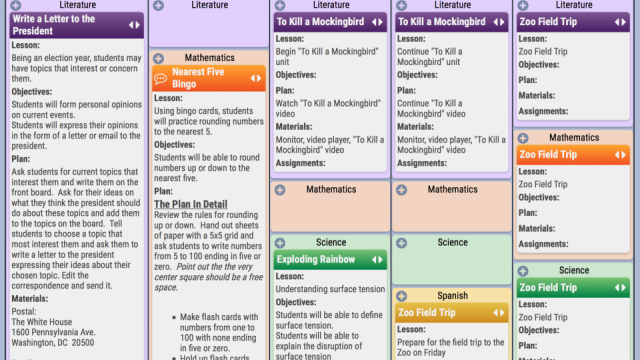 Literature
Write a Letter to the
President
Lesson:
Being an election year, students may
have topics that interest or concern
them.
Objectives:
Students will form personal opinions
on current events.
Students will express their opinions
in the form of a letter or email to the
president.
Plan:
Ask students for current topics that
interest them and write them on the
front board. Ask for their ideas on
what they think the president should
do about these topics and add them
to the topics on the board. Tell
students to choose a topic that
most interest them and ask them to
write a letter to the president
expressing their ideas about their
chosen topic. Edit the
correspondence and send it.
Materials:
Postal:
The White House
1600 Pennsylvania Ave.
Washington, DC 20500
Literature
Mathematics
Nearest Five
Bingo
Lesson:
Using bingo cards, students
will practice rounding numbers
to the nearest 5.
Objectives:
Students will be able to round
numbers up or down to the
nearest five.
Plan:
The Plan In Detail
Review the rules for rounding
up or down. Hand out sheets
of paper with a 5x5 grid and
ask students to write numbers
from 5 to 100 ending in five or
zero. Point out the the very
center square should be a free
space.
• Make flash cards with
numbers from one to
100 with none ending
in five or zero.
• Hold up flash cards
Literature
To Kill a Mockingbird
Lesson:
Begin "To Kill a Mockingbird"
unit
Objectives:
Plan:
Watch "To Kill a Mockingbird"
video
Materials:
Monitor, video player, "To Kill a
Mockingbird" video
Assignments:
Mathematics
Science
Exploding Rainbow
Lesson:
Understanding surface tension
Objectives:
Students will be able to define
surface tension.
Students will be able to
explain the disruption of
surface tension
Literature
To Kill a Mockingbird
Lesson:
Continue "To Kill a
Mockingbird" unit
Objectives:
Plan:
Continue "To Kill a
Mockingbird" video
Materials:
Monitor, video player, "To Kill a
Mockingbird" video
Assignments:
Mathematics
Science
Spanish
Zoo Field Trip
Lesson:
Prepare for the field trip to the
Zoo on Friday
Literature
Zoo Field Trip
Lesson:
Zoo Field Trip
Objectives:
Plan:
Materials:
Assignments:
Mathematics
Zoo Field Trip
Lesson:
Zoo Field Trip
Objectives:
Plan:
Materials:
Assignments:
Science
Zoo Field Trip
Lesson:
Zoo Field Trip
Objectives:
Plan: